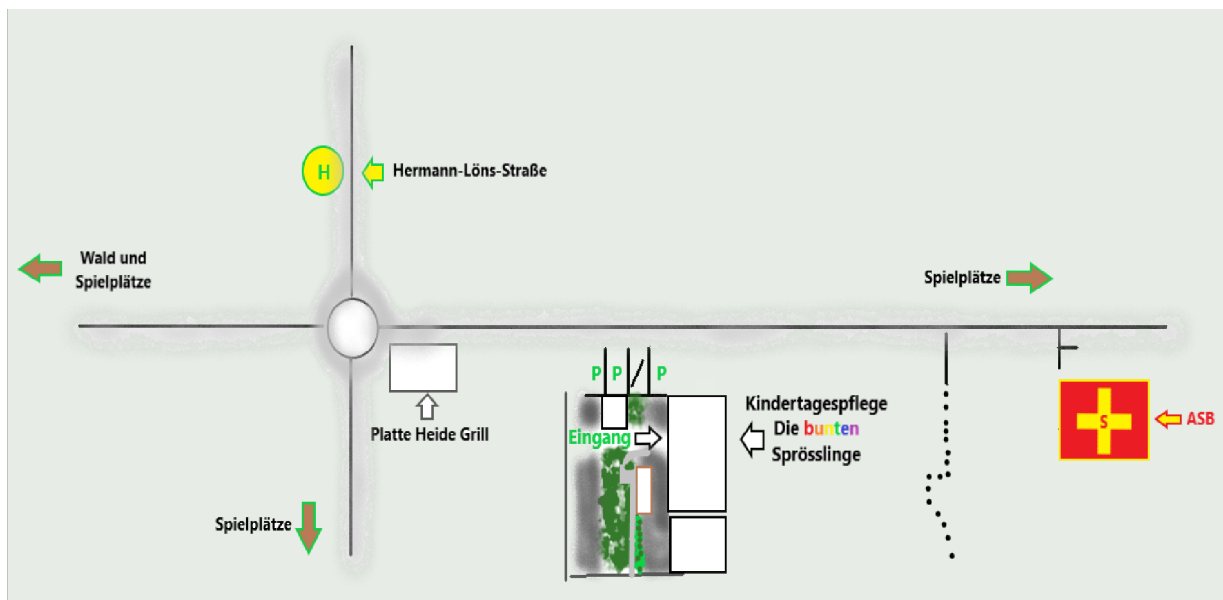 H
Hermann-Löns-Straße
Wald und
Spielplätze
Spielplätze
P P P
Platte Heide Grill
Eingang
Kindertagespflege
Die bunten
Sprösslinge
S
ASB
Spielplätze